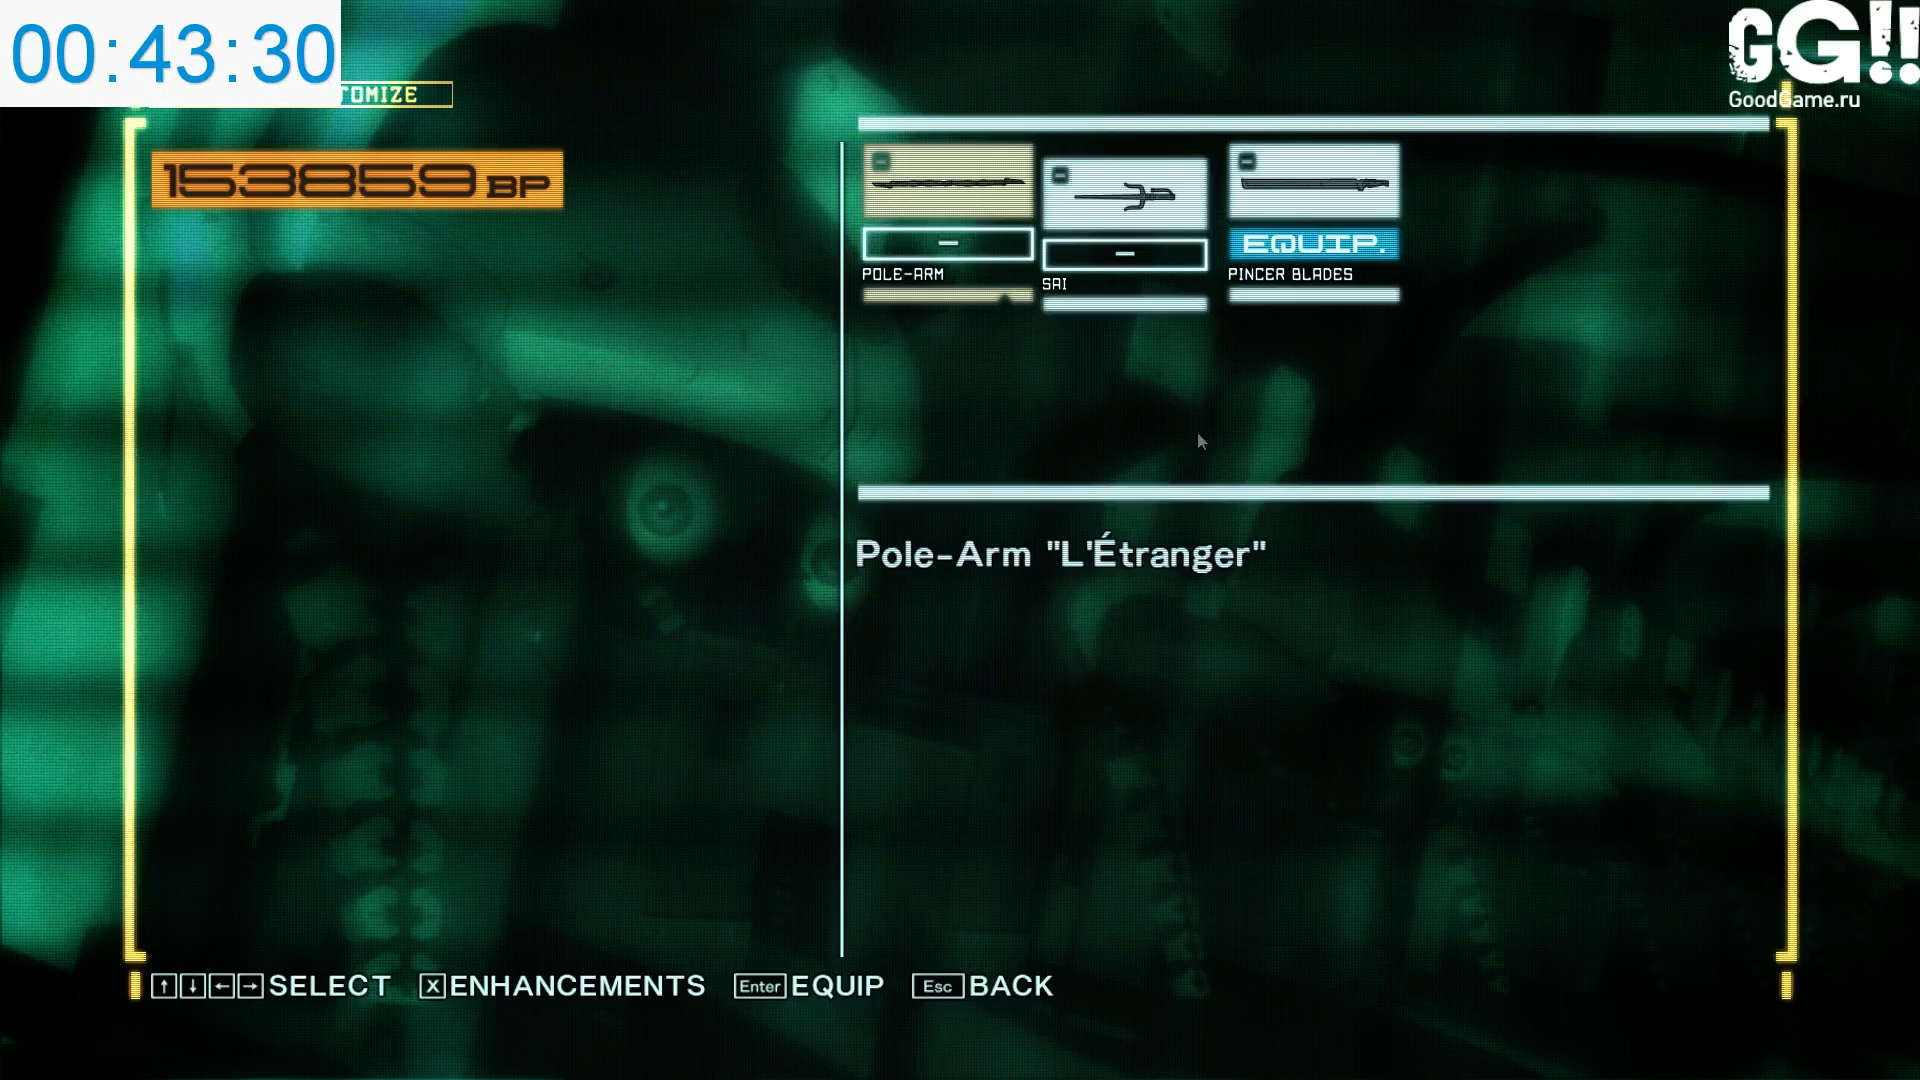 00:43:30
GG!!
GoodGame.ru
TOMIZE
153859 BP
EQUIP.
POLE-ARM
SAI
PINCER BLADES
Pole-Arm "L'Étranger"
↑ ↓ ← → SELECT X ENHANCEMENTS Enter EQUIP Esc BACK